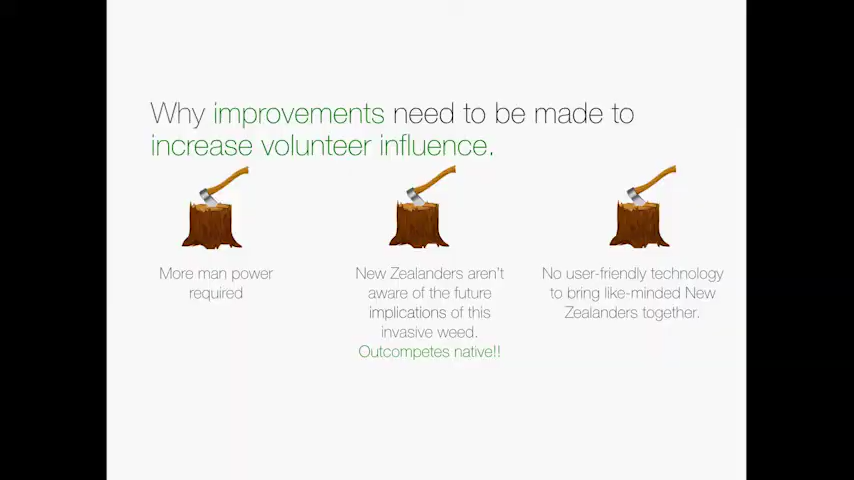 Why improvements need to be made to
increase volunteer influence.
More man power
required
New Zealanders aren't
aware of the future
implications of this
invasive weed.
Outcompetes native!!
No user-friendly technology
to bring like-minded New
Zealanders together.